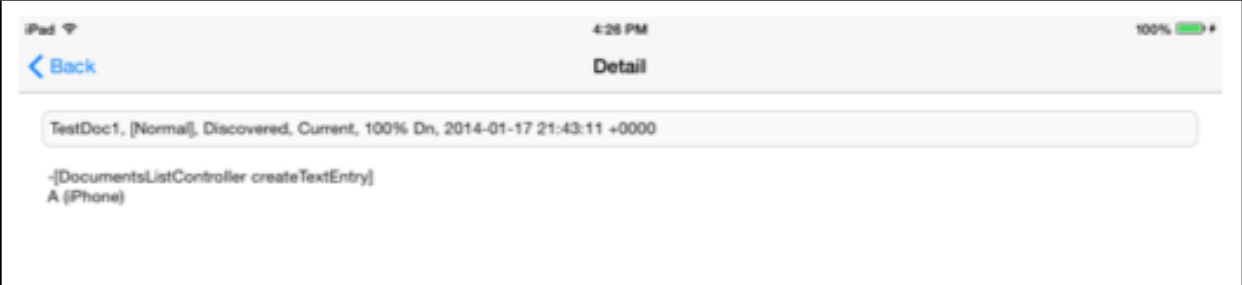 iPad 4:26 PM 100%
Back Detail
TestDoc1, [Normal], Discovered, Current, 100% Dn, 2014-01-17 21:43:11 +0000
-[DocumentsListController createTextEntry]
A (iPhone)